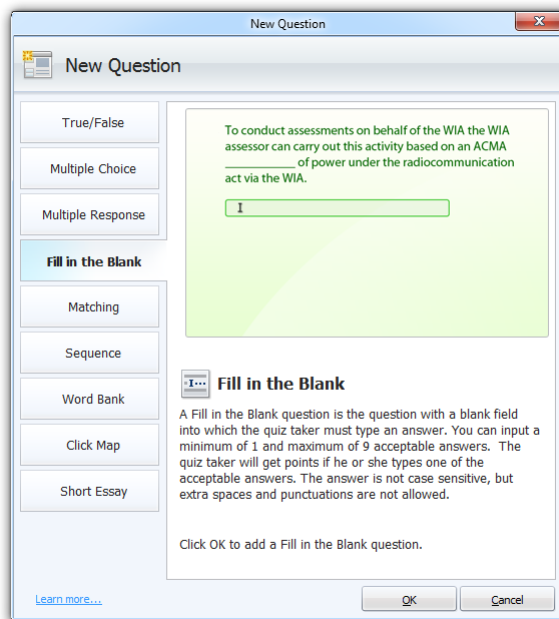 New Question
New Question
True/False
Multiple Choice
Multiple Response
Fill in the Blank
Matching
Sequence
Word Bank
Click Map
Short Essay
To conduct assessments on behalf of the WIA the WIA
assessor can carry out this activity based on an ACMA
__________ of power under the radiocommunication
act via the WIA.
Fill in the Blank
A Fill in the Blank question is the question with a blank field
into which the quiz taker must type an answer. You can input a
minimum of 1 and maximum of 9 acceptable answers.  The
quiz taker will get points if he or she types one of the
acceptable answers. The answer is not case sensitive, but
extra spaces and punctuations are not allowed.
Click OK to add a Fill in the Blank question.
Learn more...
OK
Cancel